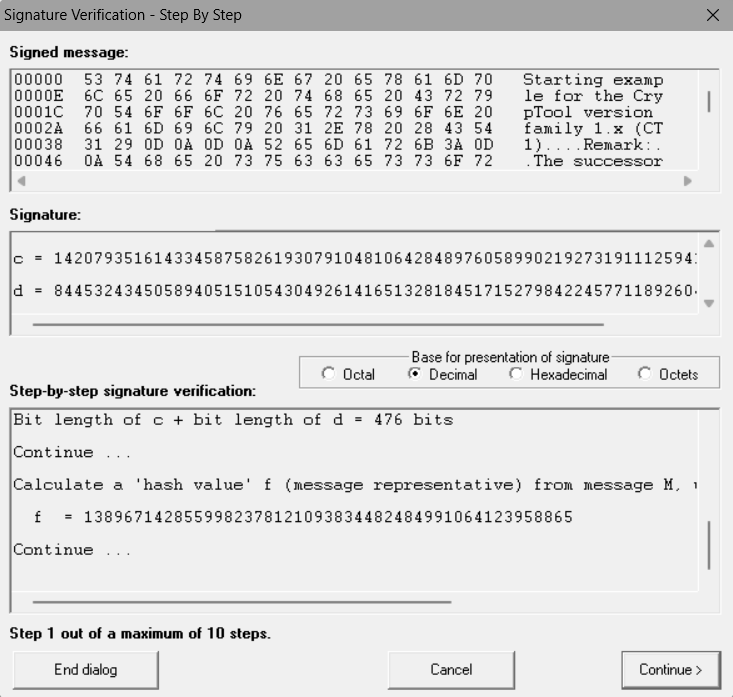 Signature Verification - Step By Step
Signed message:
00000 53 74 61 72 74 69 6E 67 20 65 78 61 6D 70 Starting examp
0000E 6C 65 20 66 6F 72 20 74 68 65 20 43 72 79 le for the Cry
0001C 70 54 6F 6F 6C 20 76 65 72 73 69 6F 6E 20 pTool version
0002A 66 61 6D 69 6C 79 20 31 2E 78 20 28 43 54 family 1.x (CT
00038 31 29 0D 0A 0D 0A 52 65 6D 61 72 6B 3A 0D 1)....Remark:.
00046 0A 54 68 65 20 73 75 63 63 65 73 73 6F 72 .The successor
Signature:
c = 14207935161433458758261930791048106428489760589902192731911125941
d = 8445324345058940515105430492614165132818451715279842245771189260
Base for presentation of signature
Octal Decimal Hexadecimal Octets
Step-by-step signature verification:
Bit length of c + bit length of d = 476 bits
Continue ...
Calculate a 'hash value' f (message representative) from message M,
f = 1389671428559982378121093834482484991064123958865
Continue ...
Step 1 out of a maximum of 10 steps.
End dialog Cancel Continue >